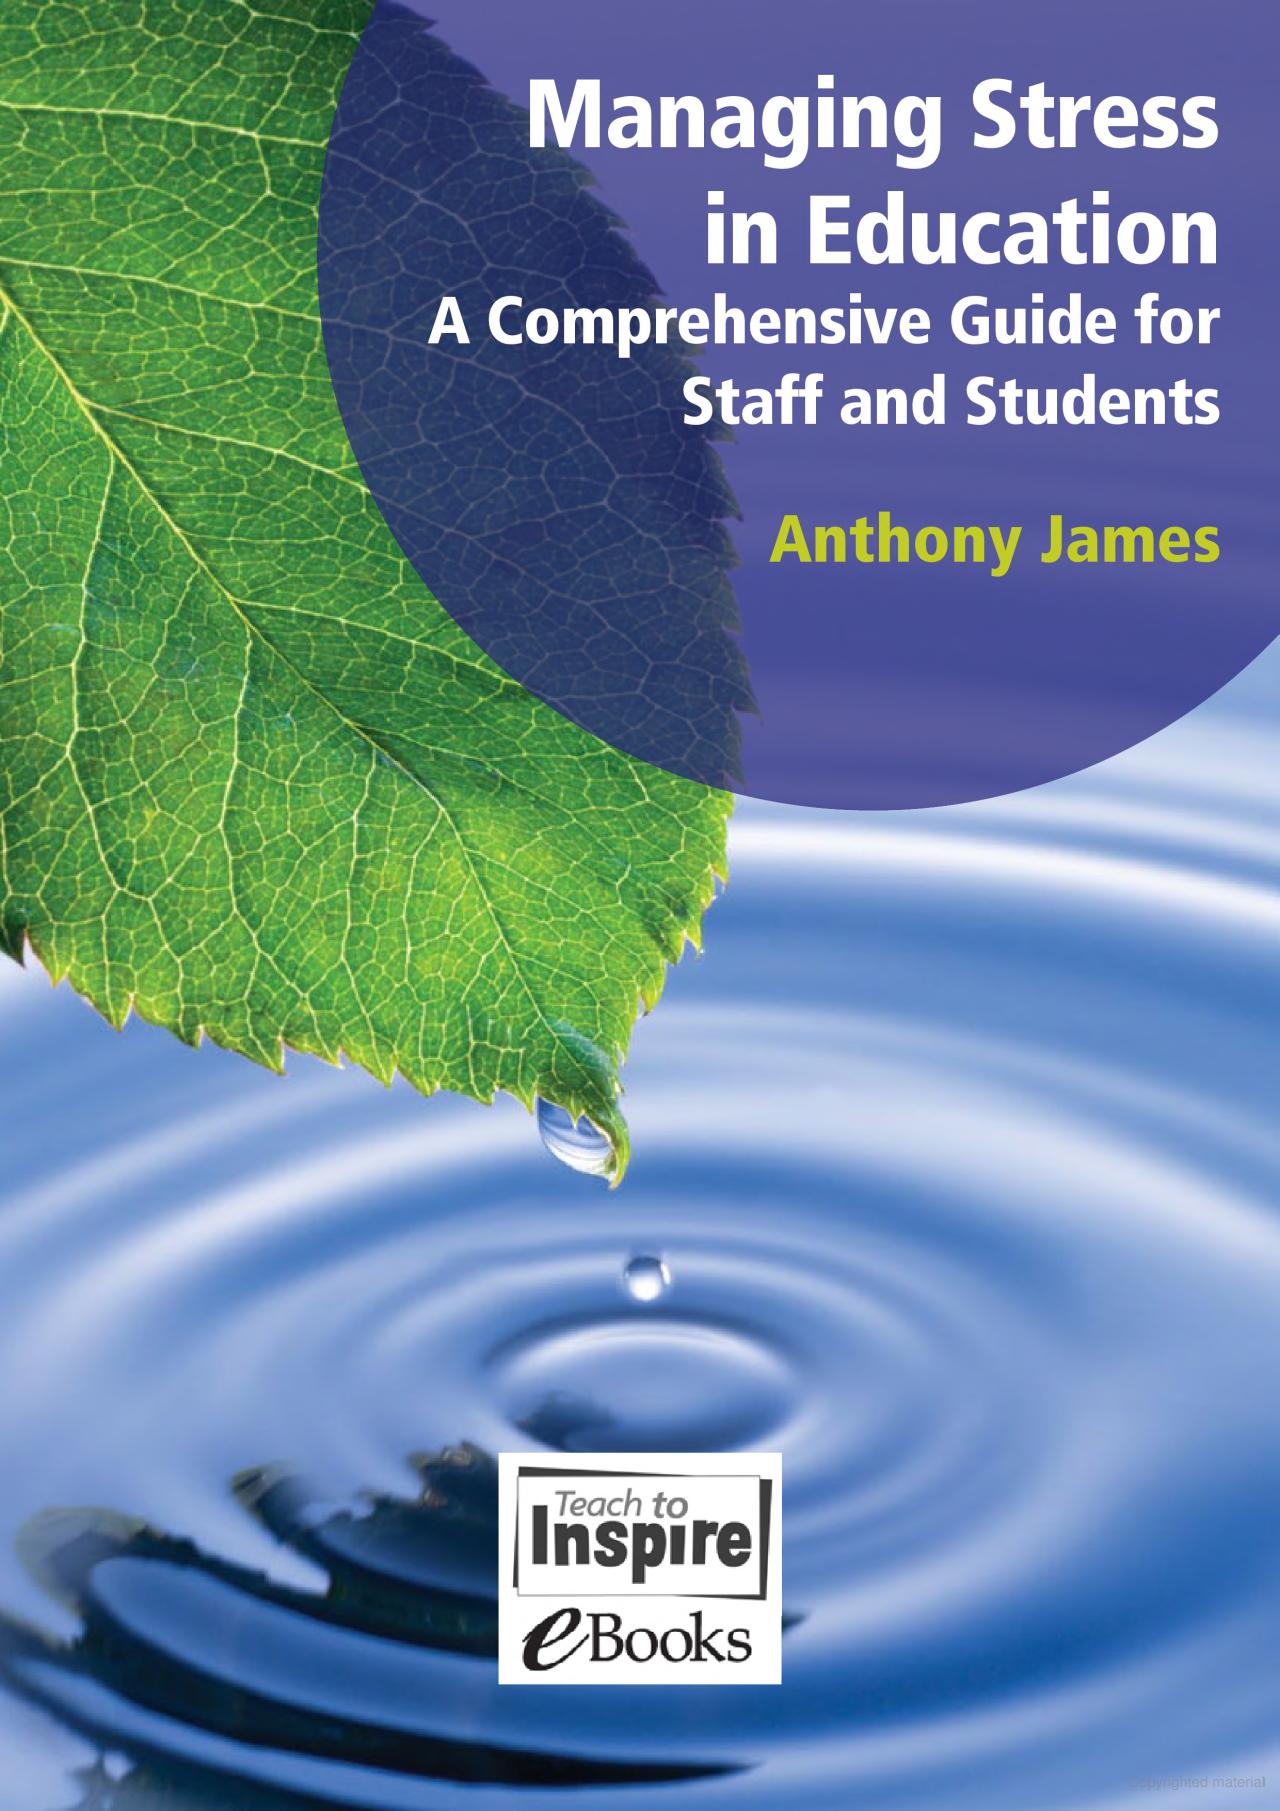 Managing Stress
in Education
A Comprehensive Guide for
Staff and Students
Anthony James
Teach to
Inspire
eBooks
Copyrighted material